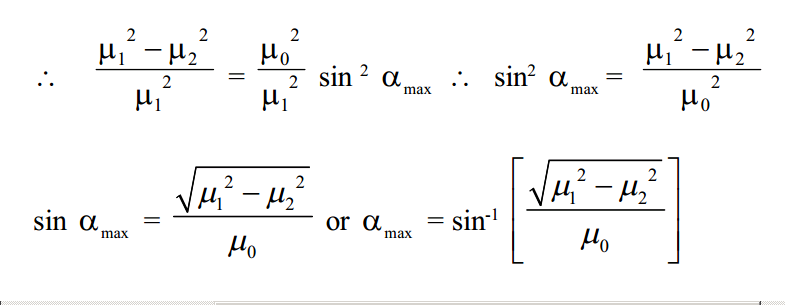 ∴ (μ₁² − μ₂²)/μ₁² = μ₀²/μ₁² sin² α_max ∴ sin² α_max = (μ₁² − μ₂²)/μ₀²
sin α_max = √(μ₁² − μ₂²)/μ₀ or α_max = sin⁻¹ [√(μ₁² − μ₂²)/μ₀]